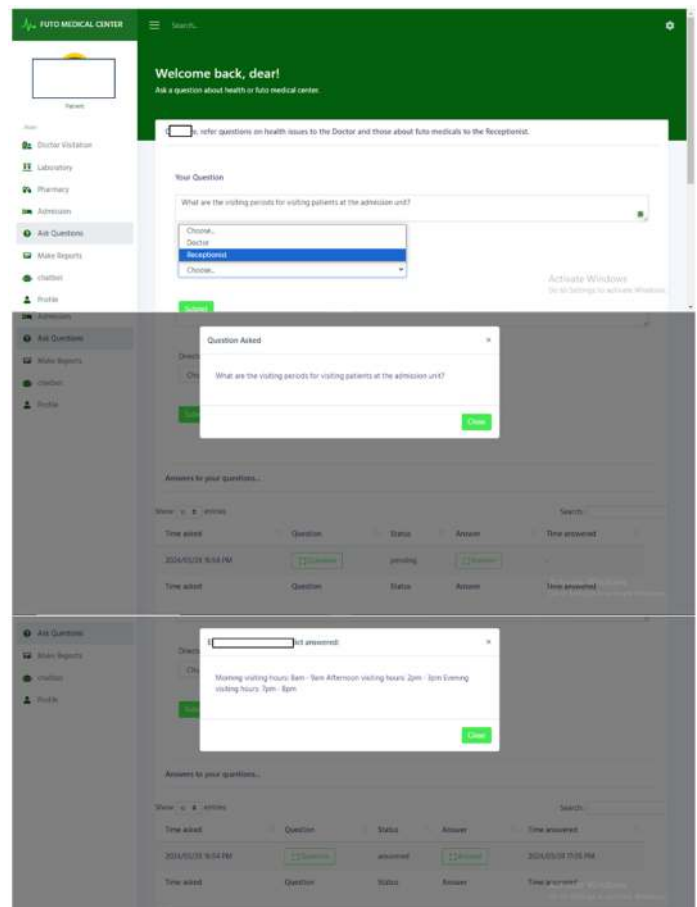 FUTO MEDICAL CENTER
Search..
Welcome back, dear!
Ask a question about health or futo medical center.
Patient
Main
refer questions on health issues to the Doctor and those about futo medicals to the Receptionist.
Doctor Visitation
Laboratory
Pharmacy
Admission
Ask Questions
Make Reports
chatbot
Profile
Your Question
What are the visiting periods for visiting patients at the admission unit?
Choose..
Doctor
Receptionist
Choose..
Activate Windows
Go to Settings to activate Windows.
Submit
Admission
Ask Questions
Make Reports
chatbot
Profile
Question Asked
×
What are the visiting periods for visiting patients at the admission unit?
Close
Answers to your questions..
Show entries
Search:
Time asked Question Status Answer Time answered
pending
Time asked Question Status Answer Time answered
Ask Questions
Make Reports
chatbot
Profile
answered:
×
Morning visiting hours: 8am - 9am Afternoon visiting hours: 2pm - 3pm Evening
visiting hours: 7pm - 8pm
Close
Answers to your questions..
Show entries
Search:
Time asked Question Status Answer Time answered
answered
Time asked Question Status Answer Time answered